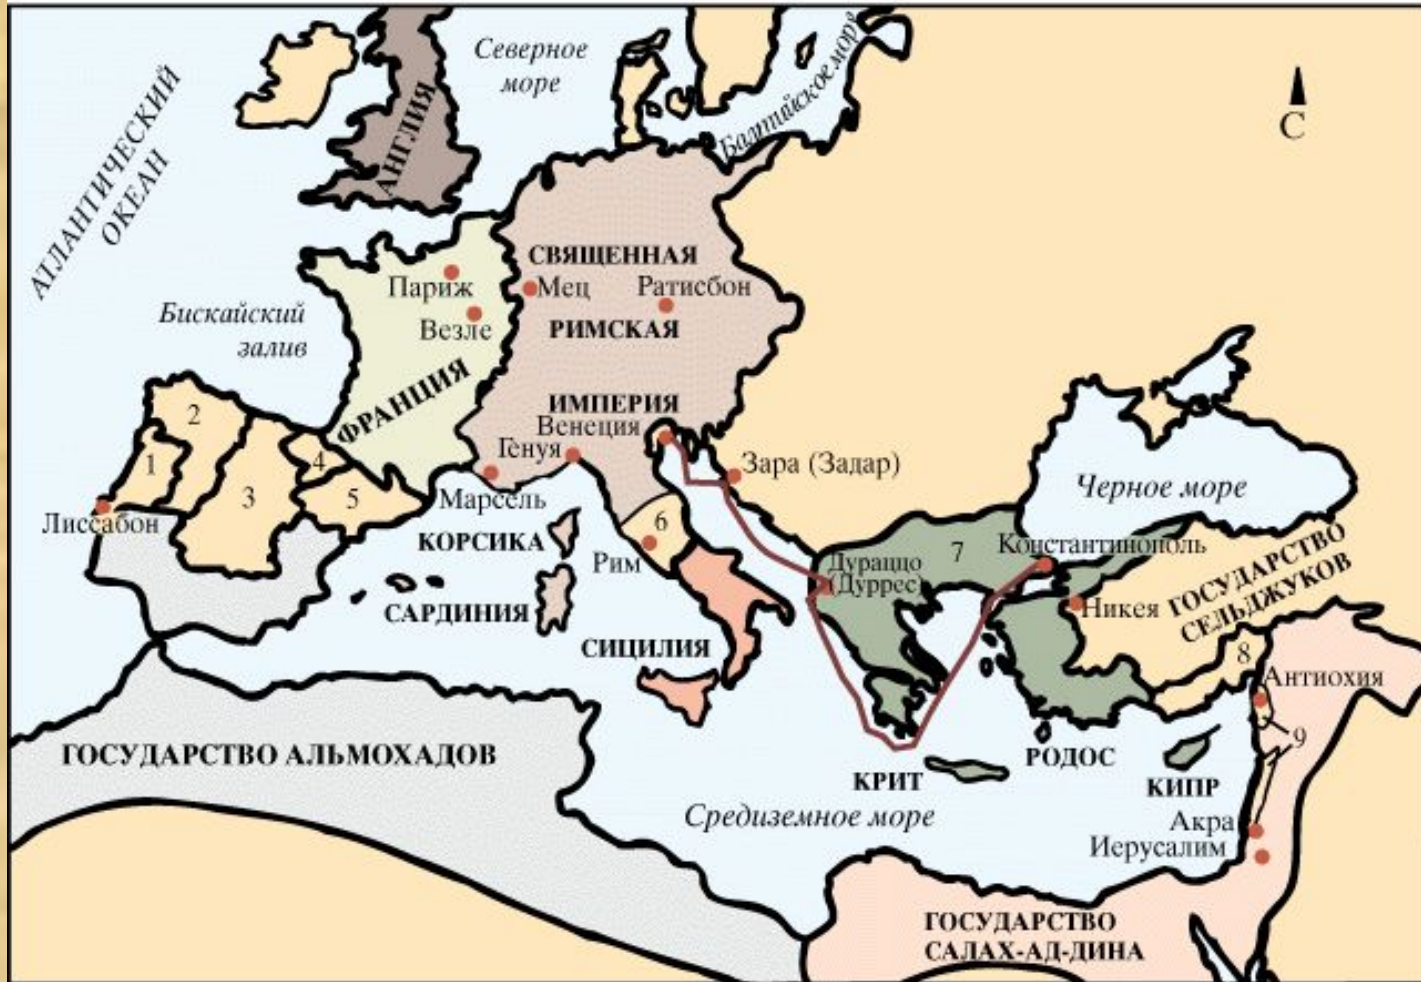 Северное
море
Балтийское море
С
АТЛАНТИЧЕСКИЙ
ОКЕАН
АНГЛИЯ
СВЯЩЕННАЯ
Париж
Мец
Ратисбон
Везле
РИМСКАЯ
Бискайский
залив
ФРАНЦИЯ
ИМПЕРИЯ
Венеция
Генуя
Марсель
Зара (Задар)
Черное море
1
2
3
4
5
Лиссабон
КОРСИКА
6
Рим
САРДИНИЯ
СИЦИЛИЯ
Дураццо
(Дуррес)
7
Константинополь
Никея
ГОСУДАРСТВО
СЕЛЬДЖУКОВ
8
Антиохия
9
ГОСУДАРСТВО АЛЬМОХАДОВ
КРИТ
РОДОС
КИПР
Средиземное море
Акра
Иерусалим
ГОСУДАРСТВО
САЛАХ-АД-ДИНА